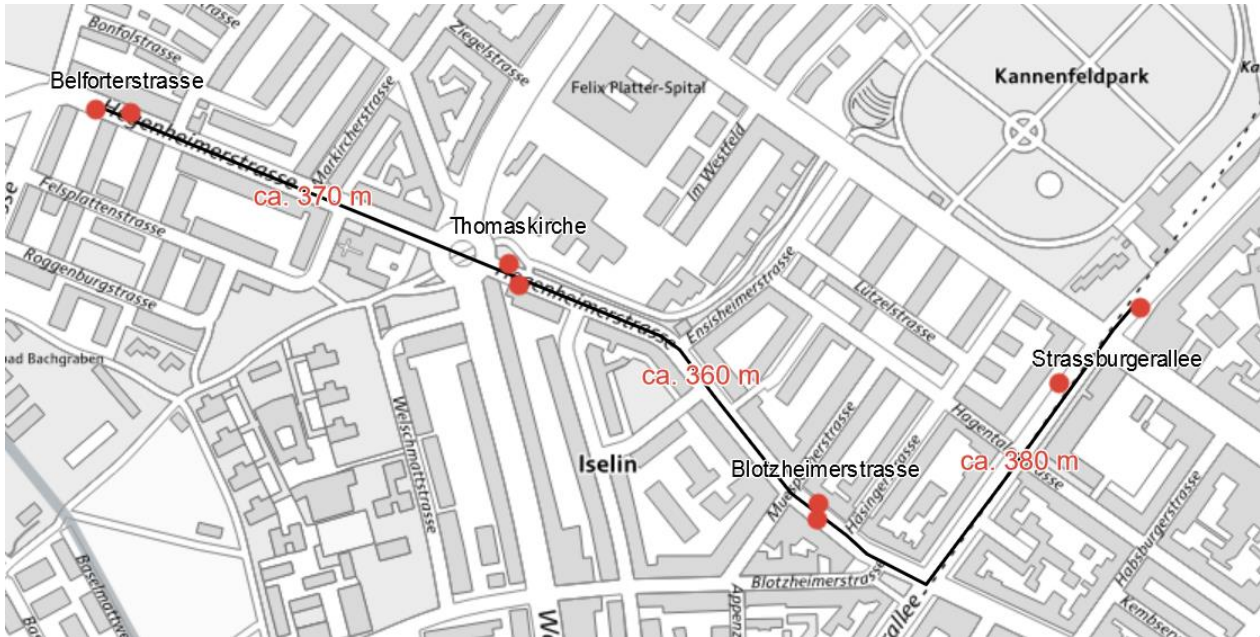 Bonfolstrasse
Belforterstrasse
Ziegelstrasse
Felix Platter-Spital
Kannenfeldpark
Hegenheimerstrasse
Markircherstrasse
Im Westfeld
Felsplattenstrasse
ca. 370 m
Thomaskirche
Roggenburgstrasse
Hegenheimerstrasse
Ensisheimerstrasse
Lützelstrasse
Bachgraben
Strassburgerallee
ca. 360 m
Welschmattstrasse
Hagentalerstrasse
ca. 380 m
Iselin
Blotzheimerstrasse
Häsingerstrasse
Habsburgerstrasse
Blotzheimerstrasse